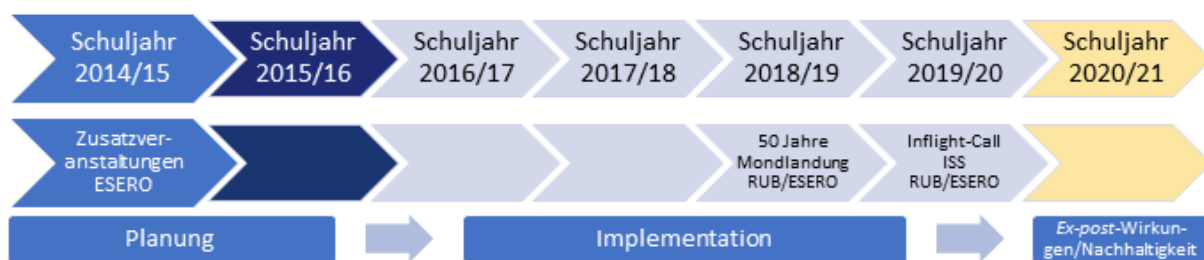 Schuljahr
2014/15
Schuljahr
2015/16
Schuljahr
2016/17
Schuljahr
2017/18
Schuljahr
2018/19
Schuljahr
2019/20
Schuljahr
2020/21
Zusatzver-
anstaltungen
ESERO
50 Jahre
Mondlandung
RUB/ESERO
Inflight-Call
ISS
RUB/ESERO
Planung
Implementation
Ex-post-Wirkun-
gen/Nachhaltigkeit